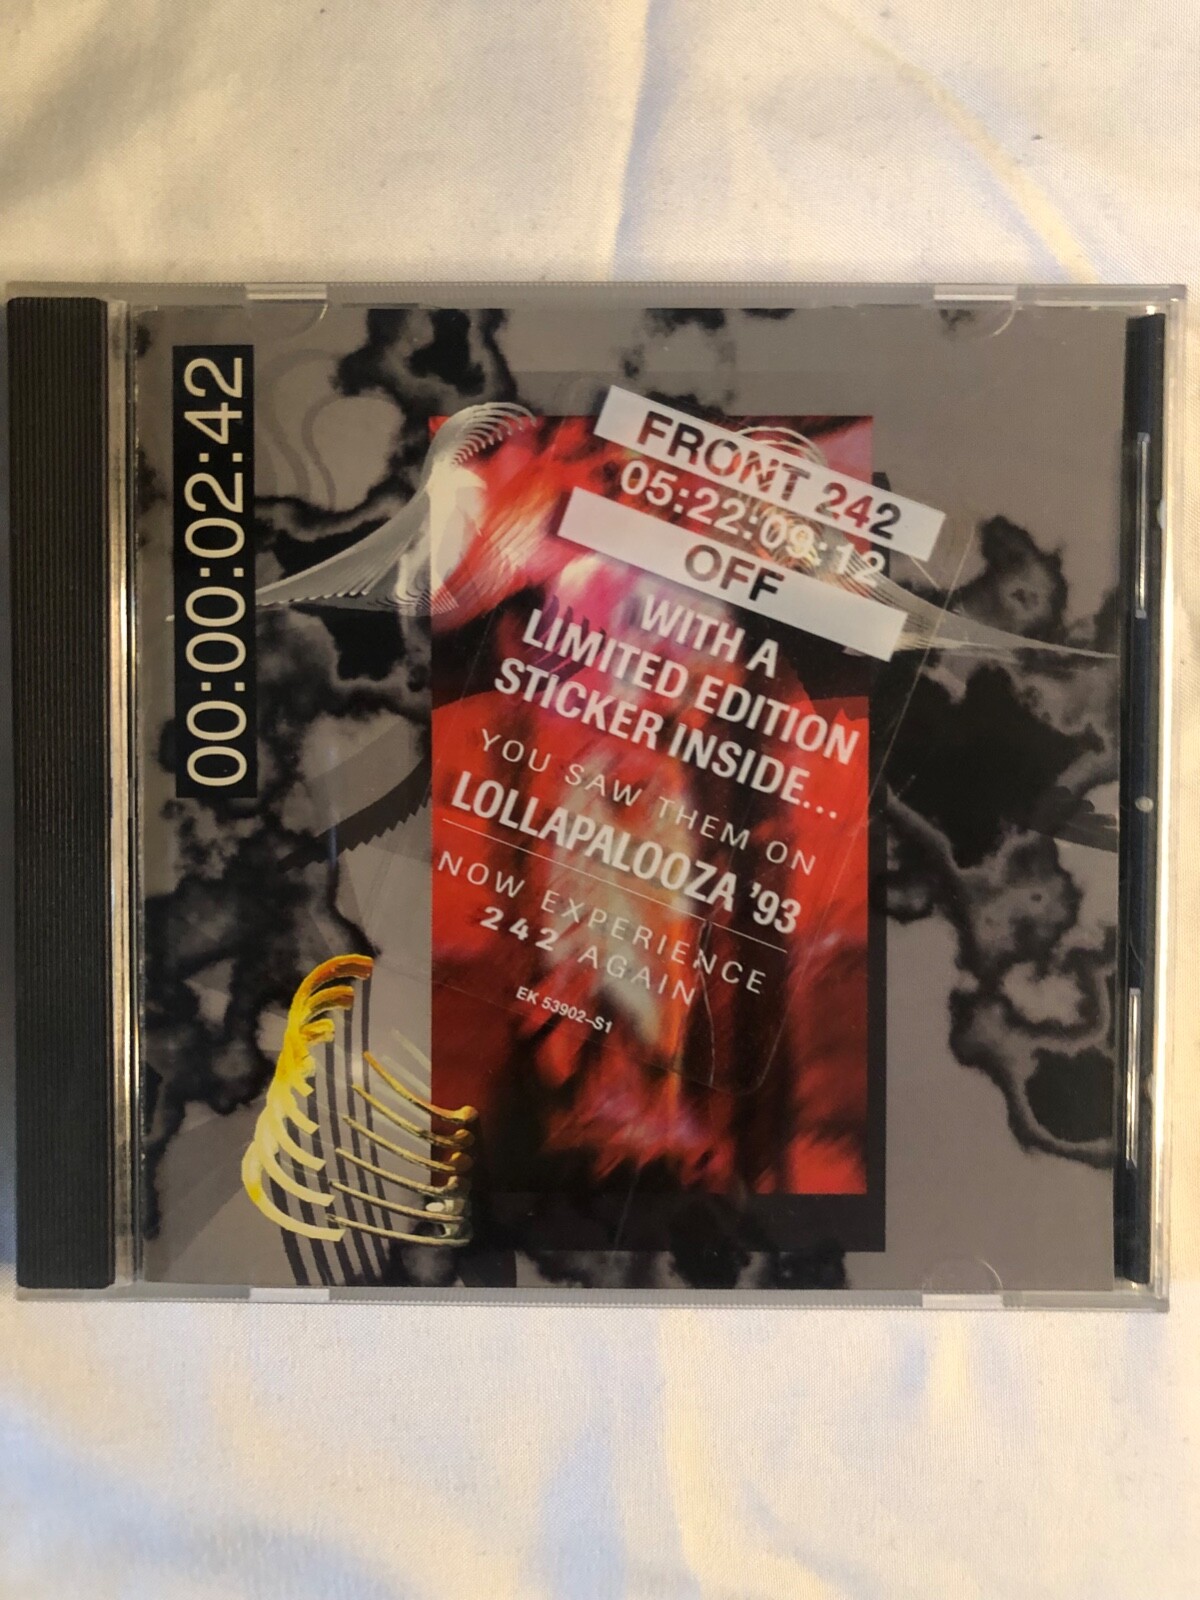 00:00:02:42
FRONT 242
05:22:09:12
OFF
WITH A
LIMITED EDITION
STICKER INSIDE...
YOU SAW THEM ON
LOLLAPALOOZA '93
NOW EXPERIENCE
242 AGAIN
EK 53902-S1